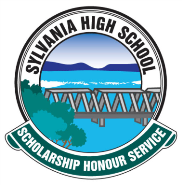 SYLVANIA HIGH SCHOOL
SCHOLARSHIP HONOUR SERVICE